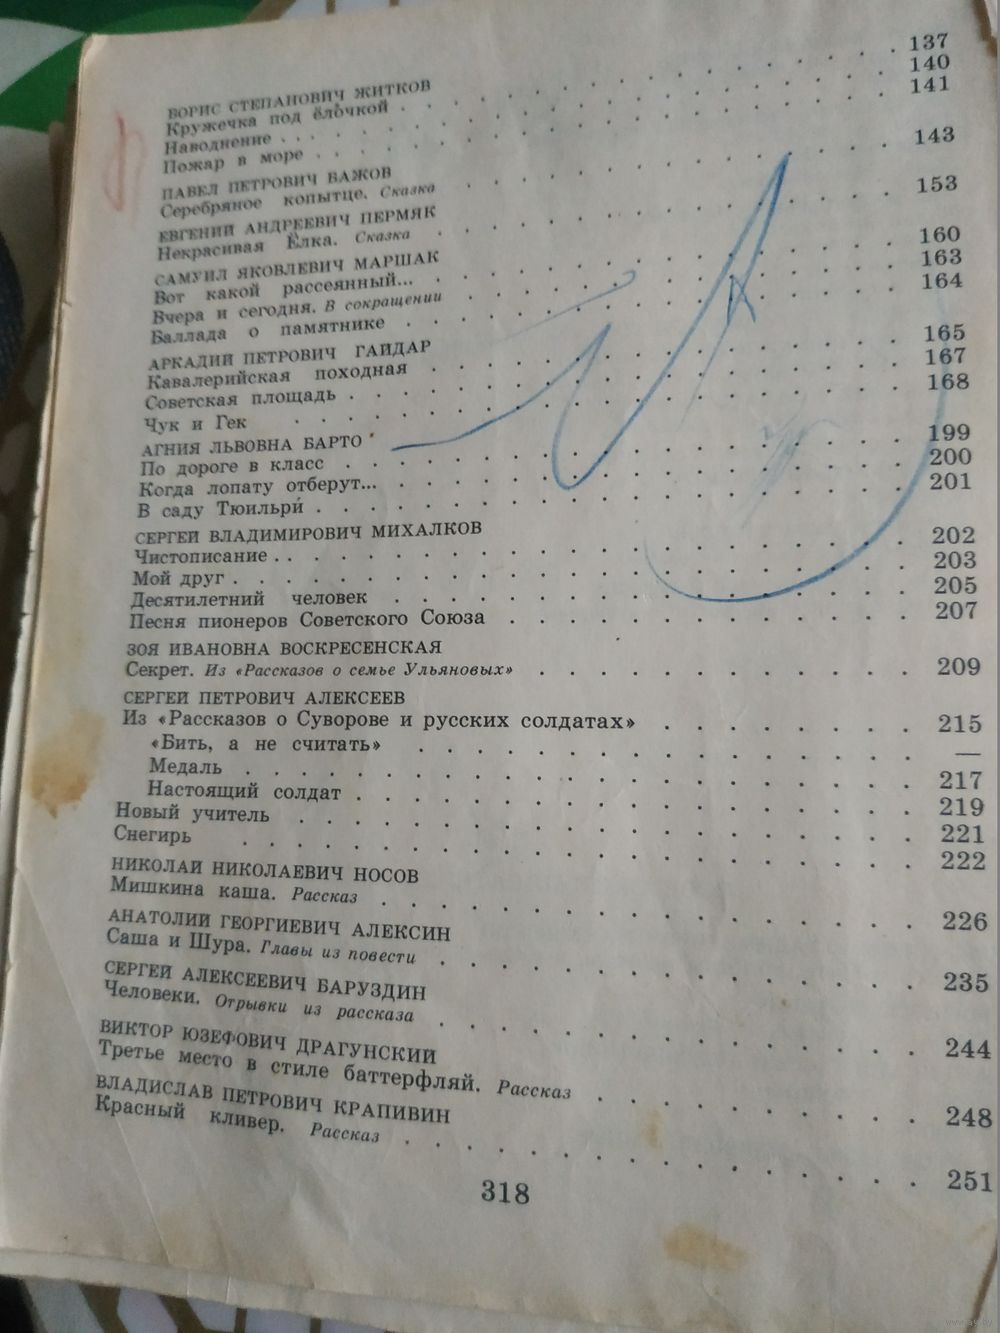 БОРИС СТЕПАНОВИЧ ЖИТКОВ
Кружечка под ёлочкой . . . . . . . . . . . . 137
Наводнение . . . . . . . . . . . . 140
Пожар в море . . . . . . . . . . . . 141
ПАВЕЛ ПЕТРОВИЧ БАЖОВ
Серебряное копытце. Сказка . . . . . . . . . . 143
ЕВГЕНИЙ АНДРЕЕВИЧ ПЕРМЯК
Некрасивая Ёлка. Сказка . . . . . . . . . . 153
САМУИЛ ЯКОВЛЕВИЧ МАРШАК
Вот какой рассеянный... . . . . . . . . . . . 160
Вчера и сегодня. В сокращении . . . . . . . . . . 163
Баллада о памятнике . . . . . . . . . . . . 164
АРКАДИЙ ПЕТРОВИЧ ГАЙДАР
Кавалерийская походная . . . . . . . . . . . 165
Советская площадь . . . . . . . . . . . . 167
Чук и Гек . . . . . . . . . . . . 168
АГНИЯ ЛЬВОВНА БАРТО
По дороге в класс . . . . . . . . . . . . 199
Когда лопату отберут... . . . . . . . . . . . . 200
В саду Тюильри́ . . . . . . . . . . . . 201
СЕРГЕЙ ВЛАДИМИРОВИЧ МИХАЛКОВ
Чистописание . . . . . . . . . . . . 202
Мой друг . . . . . . . . . . . . 203
Десятилетний человек . . . . . . . . . . . . 205
Песня пионеров Советского Союза . . . . . . . . . . 207
ЗОЯ ИВАНОВНА ВОСКРЕСЕНСКАЯ
Секрет. Из «Рассказов о семье Ульяновых» . . . . . . . . . 209
СЕРГЕЙ ПЕТРОВИЧ АЛЕКСЕЕВ
Из «Рассказов о Суворове и русских солдатах» . . . . . . . 215
«Бить, а не считать» . . . . . . . . . . . . —
Медаль . . . . . . . . . . . . 217
Настоящий солдат . . . . . . . . . . . . 219
Новый учитель . . . . . . . . . . . . 221
Снегирь . . . . . . . . . . . . 222
НИКОЛАЙ НИКОЛАЕВИЧ НОСОВ
Мишкина каша. Рассказ . . . . . . . . . . . . 226
АНАТОЛИЙ ГЕОРГИЕВИЧ АЛЕКСИН
Саша и Шура. Главы из повести . . . . . . . . . . . 235
СЕРГЕЙ АЛЕКСЕЕВИЧ БАРУЗДИН
Человеки. Отрывки из рассказа . . . . . . . . . . . 244
ВИКТОР ЮЗЕФОВИЧ ДРАГУНСКИЙ
Третье место в стиле баттерфляй. Рассказ . . . . . . . . 248
ВЛАДИСЛАВ ПЕТРОВИЧ КРАПИВИН
Красный кливер. Рассказ . . . . . . . . . . . . 251
318